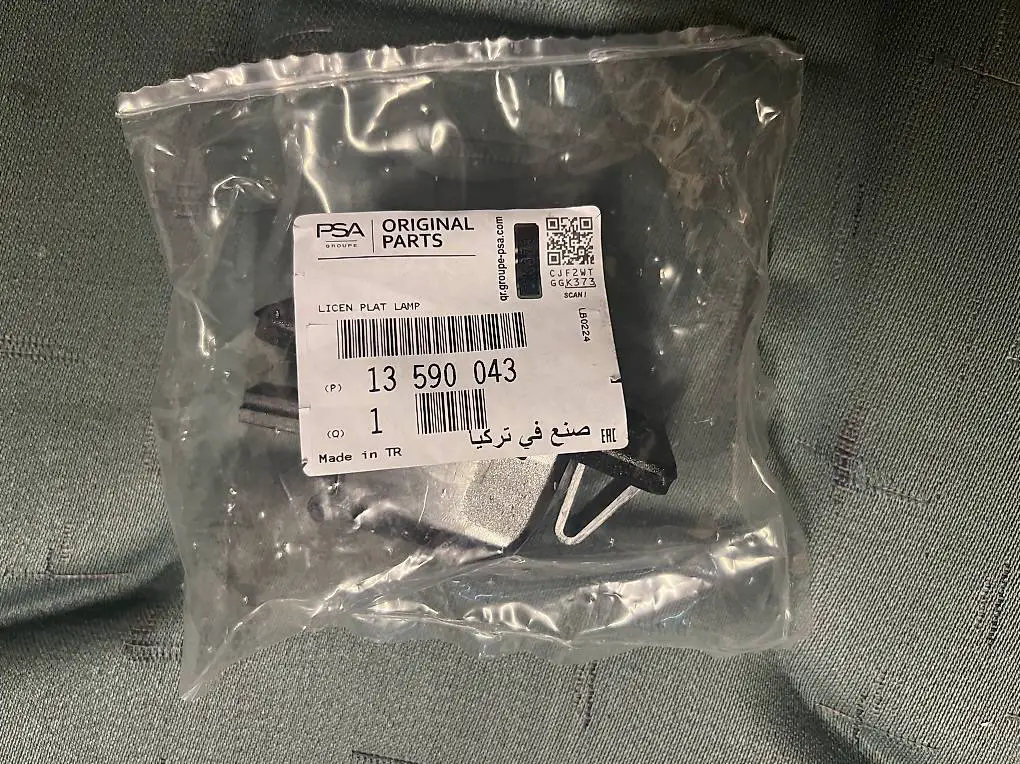 PSA
GROUPE
ORIGINAL
PARTS
qr.groupe-psa.com
CJF2WT
GGK373
SCAN !
LICEN PLAT LAMP
LB0224
(P) 13 590 043
(Q) 1
صنع في تركيا
EAC
Made in TR